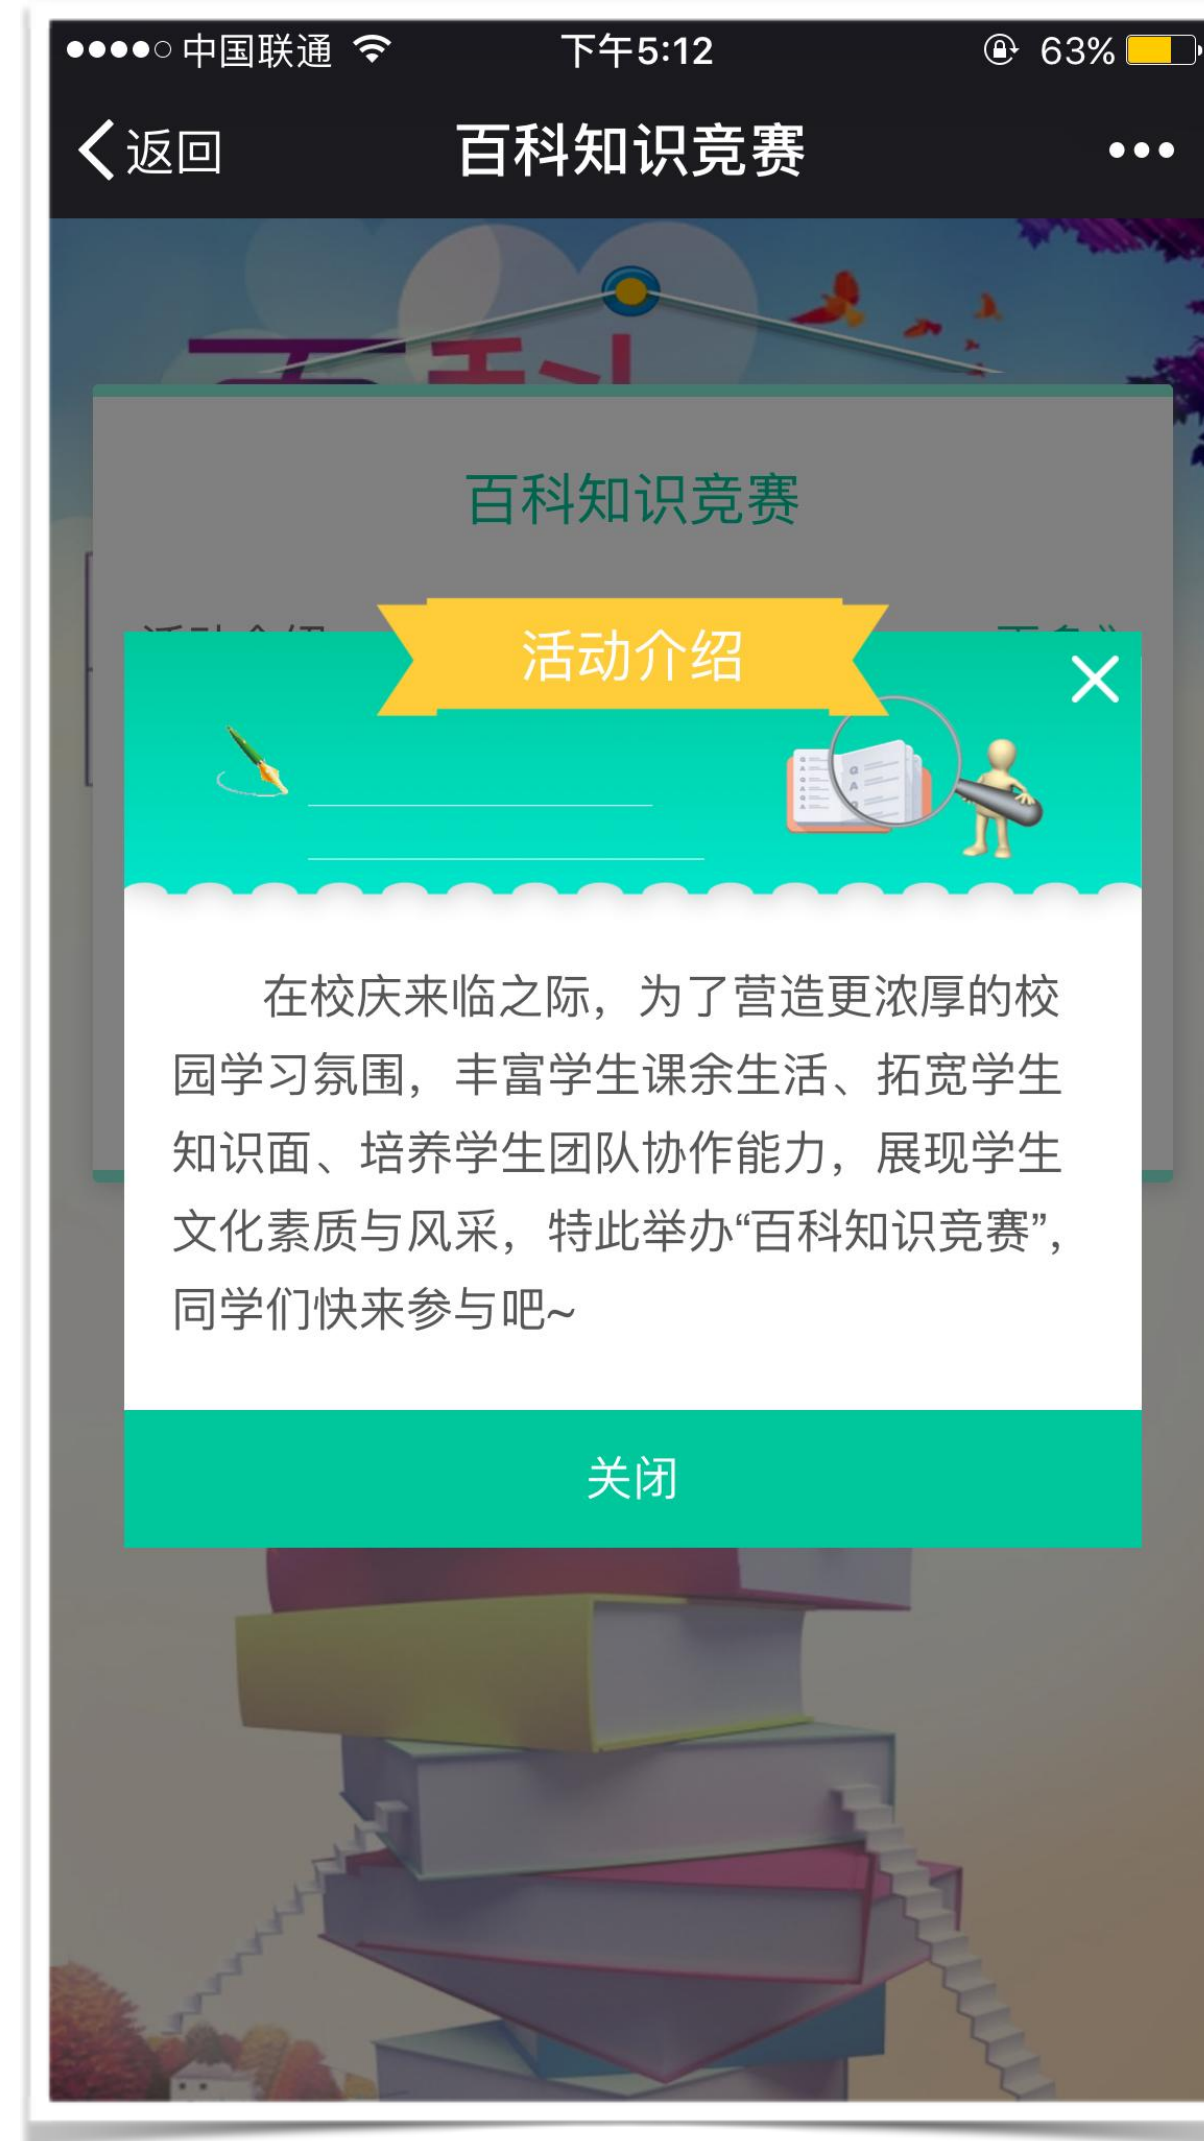 中国联通 下午5:12 63%
返回 百科知识竞赛
百科知识竞赛
活动介绍
在校庆来临之际，为了营造更浓厚的校
园学习氛围，丰富学生课余生活、拓宽学生
知识面、培养学生团队协作能力，展现学生
文化素质与风采，特此举办“百科知识竞赛”，
同学们快来参与吧~
关闭